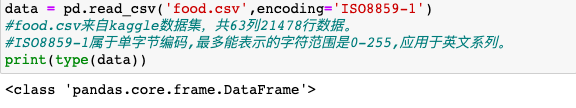 data = pd.read_csv('food.csv',encoding='ISO8859-1')
#food.csv来自kaggle数据集，共63列21478行数据。
#ISO8859-1属于单字节编码,最多能表示的字符范围是0-255,应用于英文系列。
print(type(data))
<class 'pandas.core.frame.DataFrame'>